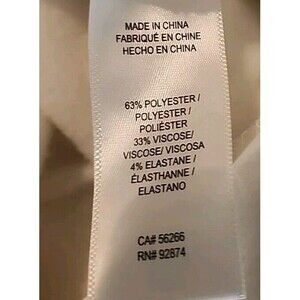 MADE IN CHINA
FABRIQUÉ EN CHINE
HECHO EN CHINA
63% POLYESTER /
POLYESTER /
POLIÉSTER
33% VISCOSE/
VISCOSE/ VISCOSA
4% ELASTANE /
ÉLASTHANNE /
ELASTANO
CA# 56266
RN# 92874